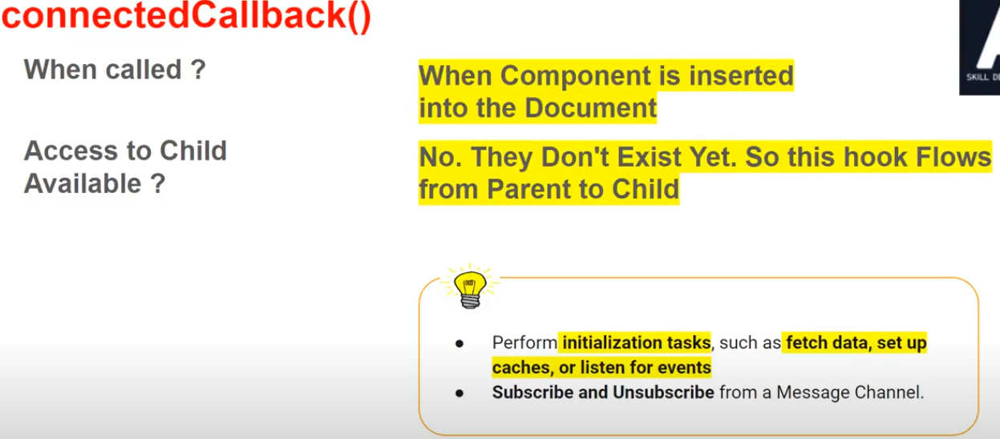 connectedCallback()
When called ?
When Component is inserted
into the Document
Access to Child
Available ?
No. They Don't Exist Yet. So this hook Flows
from Parent to Child
● Perform initialization tasks, such as fetch data, set up
caches, or listen for events
● Subscribe and Unsubscribe from a Message Channel.